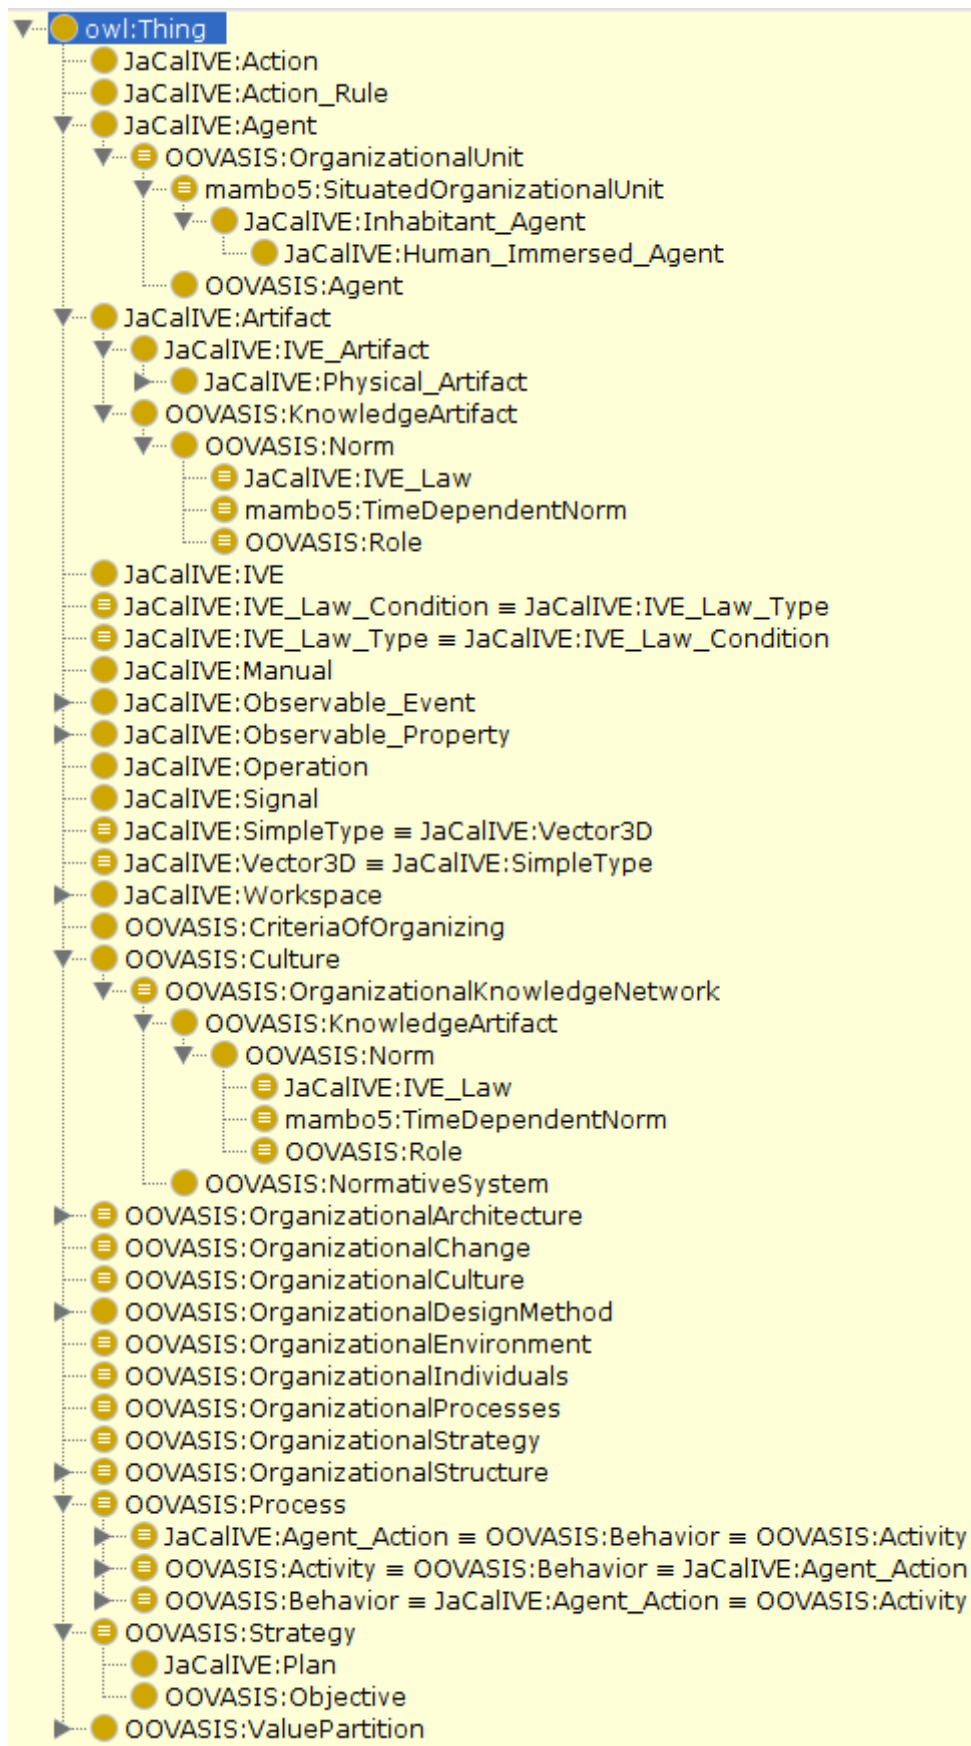 owl:Thing
JaCalIVE:Action
JaCalIVE:Action_Rule
JaCalIVE:Agent
OOVASIS:OrganizationalUnit
mambo5:SituatedOrganizationalUnit
JaCalIVE:Inhabitant_Agent
JaCalIVE:Human_Immersed_Agent
OOVASIS:Agent
JaCalIVE:Artifact
JaCalIVE:IVE_Artifact
JaCalIVE:Physical_Artifact
OOVASIS:KnowledgeArtifact
OOVASIS:Norm
JaCalIVE:IVE_Law
mambo5:TimeDependentNorm
OOVASIS:Role
JaCalIVE:IVE
JaCalIVE:IVE_Law_Condition ≡ JaCalIVE:IVE_Law_Type
JaCalIVE:IVE_Law_Type ≡ JaCalIVE:IVE_Law_Condition
JaCalIVE:Manual
JaCalIVE:Observable_Event
JaCalIVE:Observable_Property
JaCalIVE:Operation
JaCalIVE:Signal
JaCalIVE:SimpleType ≡ JaCalIVE:Vector3D
JaCalIVE:Vector3D ≡ JaCalIVE:SimpleType
JaCalIVE:Workspace
OOVASIS:CriteriaOfOrganizing
OOVASIS:Culture
OOVASIS:OrganizationalKnowledgeNetwork
OOVASIS:KnowledgeArtifact
OOVASIS:Norm
JaCalIVE:IVE_Law
mambo5:TimeDependentNorm
OOVASIS:Role
OOVASIS:NormativeSystem
OOVASIS:OrganizationalArchitecture
OOVASIS:OrganizationalChange
OOVASIS:OrganizationalCulture
OOVASIS:OrganizationalDesignMethod
OOVASIS:OrganizationalEnvironment
OOVASIS:OrganizationalIndividuals
OOVASIS:OrganizationalProcesses
OOVASIS:OrganizationalStrategy
OOVASIS:OrganizationalStructure
OOVASIS:Process
JaCalIVE:Agent_Action ≡ OOVASIS:Behavior ≡ OOVASIS:Activity
OOVASIS:Activity ≡ OOVASIS:Behavior ≡ JaCalIVE:Agent_Action
OOVASIS:Behavior ≡ JaCalIVE:Agent_Action ≡ OOVASIS:Activity
OOVASIS:Strategy
JaCalIVE:Plan
OOVASIS:Objective
OOVASIS:ValuePartition